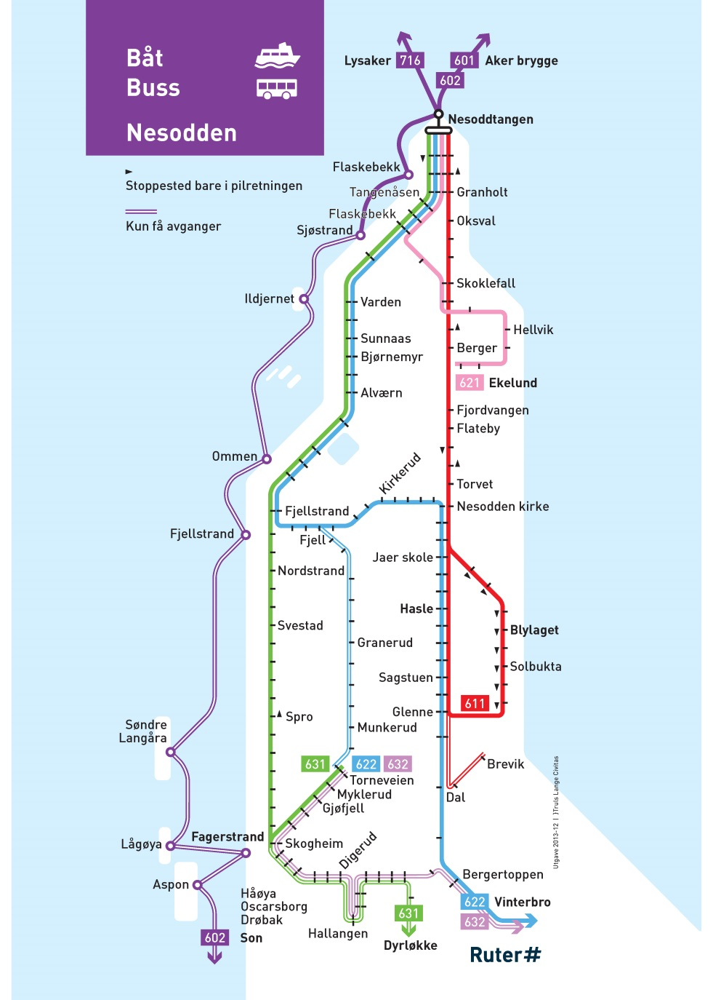 Båt
Buss
Nesodden
Stoppested bare i pilretningen
Kun få avganger
Lysaker 716
601 Aker brygge
602
Nesoddtangen
Flaskebekk
Tangenåsen
Granholt
Flaskebekk
Oksval
Sjøstrand
Skoklefall
Ildjernet
Varden
Hellvik
Sunnaas
Berger
Bjørnemyr
621 Ekelund
Alværn
Fjordvangen
Flateby
Ommen
Kirkerud
Torvet
Fjellstrand
Nesodden kirke
Fjellstrand
Fjell
Jaer skole
Nordstrand
Hasle
Svestad
Blylaget
Granerud
Solbukta
Sagstuen
611
Glenne
Spro
Søndre
Langåra
Munkerud
631
622
632
Brevik
Torneveien
Myklerud
Dal
Gjøfjell
Fagerstrand
Lågøya
Skogheim
Digerud
Utgave 2013-12 | }Truls Lange Civitas
Bergertoppen
Aspon
Håøya
Oscarsborg
Drøbak
622 Vinterbro
631
632
Hallangen
602 Son
Dyrløkke
Ruter#